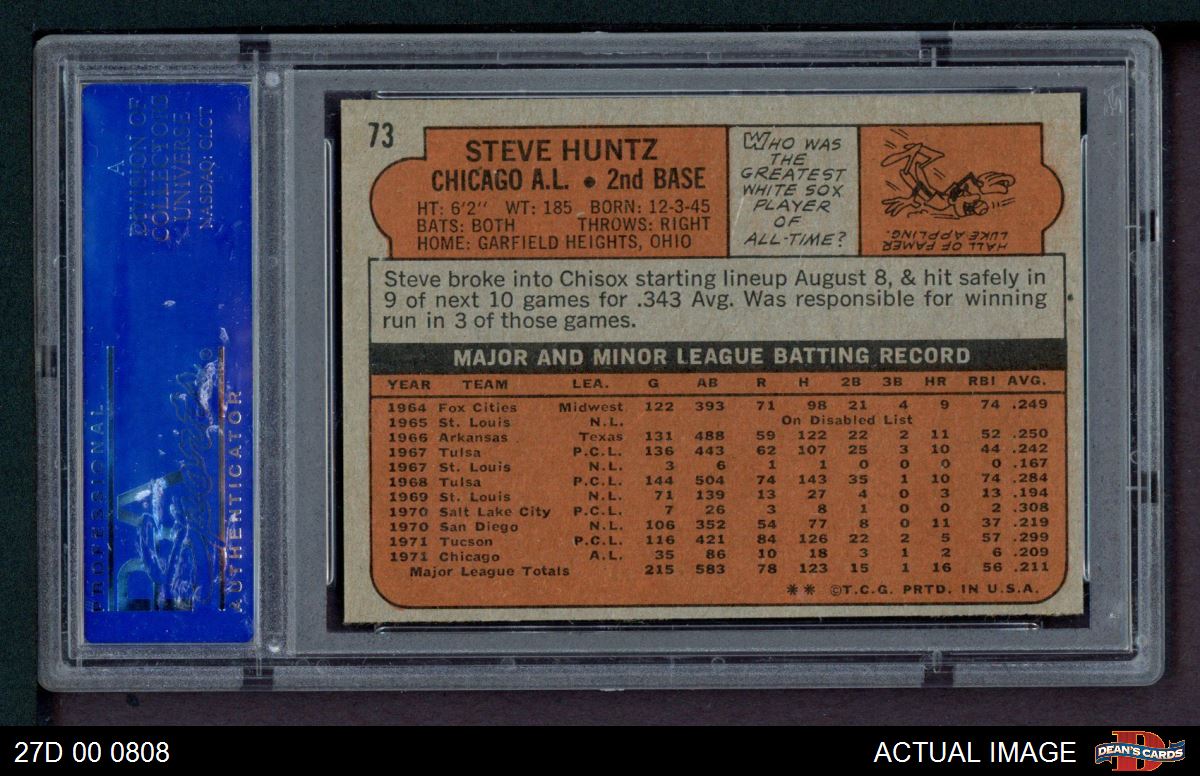 A
DIVISION OF
COLLECTORS
UNIVERSE
NASDAQ: CLCT
PROFESSIONAL
PSA
AUTHENTICATOR
73
STEVE HUNTZ
CHICAGO A.L. • 2nd BASE
HT: 6'2" WT: 185 BORN: 12-3-45
BATS: BOTH THROWS: RIGHT
HOME: GARFIELD HEIGHTS, OHIO
WHO WAS
THE
GREATEST
WHITE SOX
PLAYER
OF
ALL-TIME?
HALL OF FAMER
LUKE APPLING.
Steve broke into Chisox starting lineup August 8, & hit safely in
9 of next 10 games for .343 Avg. Was responsible for winning
run in 3 of those games.
MAJOR AND MINOR LEAGUE BATTING RECORD
YEAR TEAM LEA. G AB R H 2B 3B HR RBI AVG.
1964 Fox Cities Midwest 122 393 71 98 21 4 9 74 .249
1965 St. Louis N.L. On Disabled List
1966 Arkansas Texas 131 488 59 122 22 2 11 52 .250
1967 Tulsa P.C.L. 136 443 62 107 25 3 10 44 .242
1967 St. Louis N.L. 3 6 1 1 0 0 0 0 .167
1968 Tulsa P.C.L. 144 504 74 143 35 1 10 74 .284
1969 St. Louis N.L. 71 139 13 27 4 0 3 13 .194
1970 Salt Lake City P.C.L. 7 26 3 8 1 0 0 2 .308
1970 San Diego N.L. 106 352 54 77 8 0 11 37 .219
1971 Tucson P.C.L. 116 421 84 126 22 2 5 57 .299
1971 Chicago A.L. 35 86 10 18 3 1 2 6 .209
Major League Totals 215 583 78 123 15 1 16 56 .211
** ©T.C.G. PRTD. IN U.S.A.
27D 00 0808
ACTUAL IMAGE
D
DEAN'S CARDS